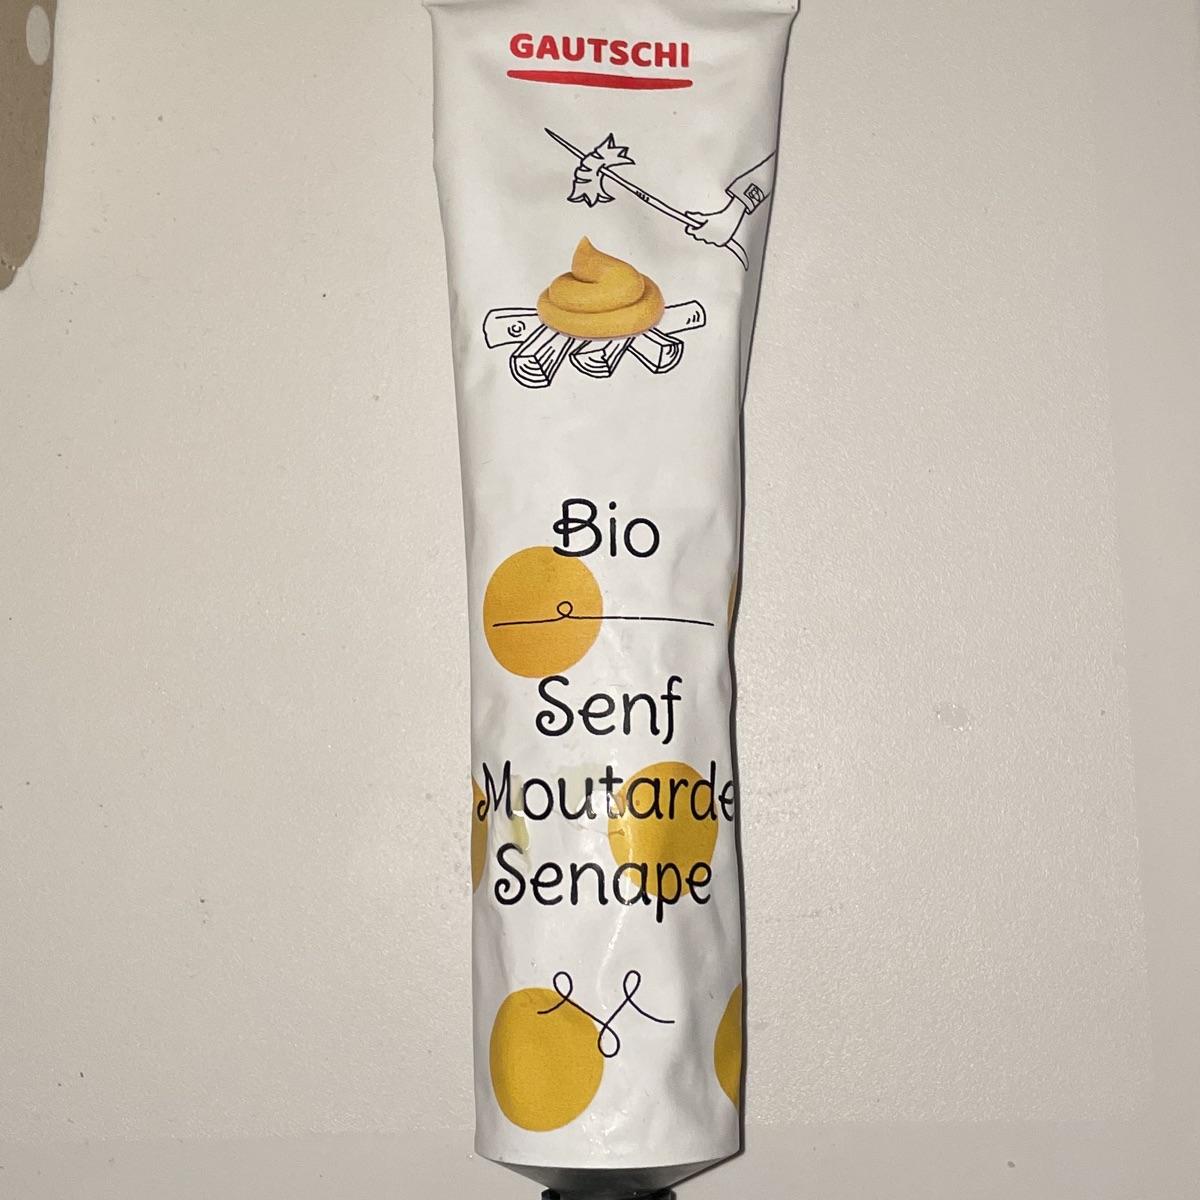 GAUTSCHI
Bio
Senf
Moutarde
Senape